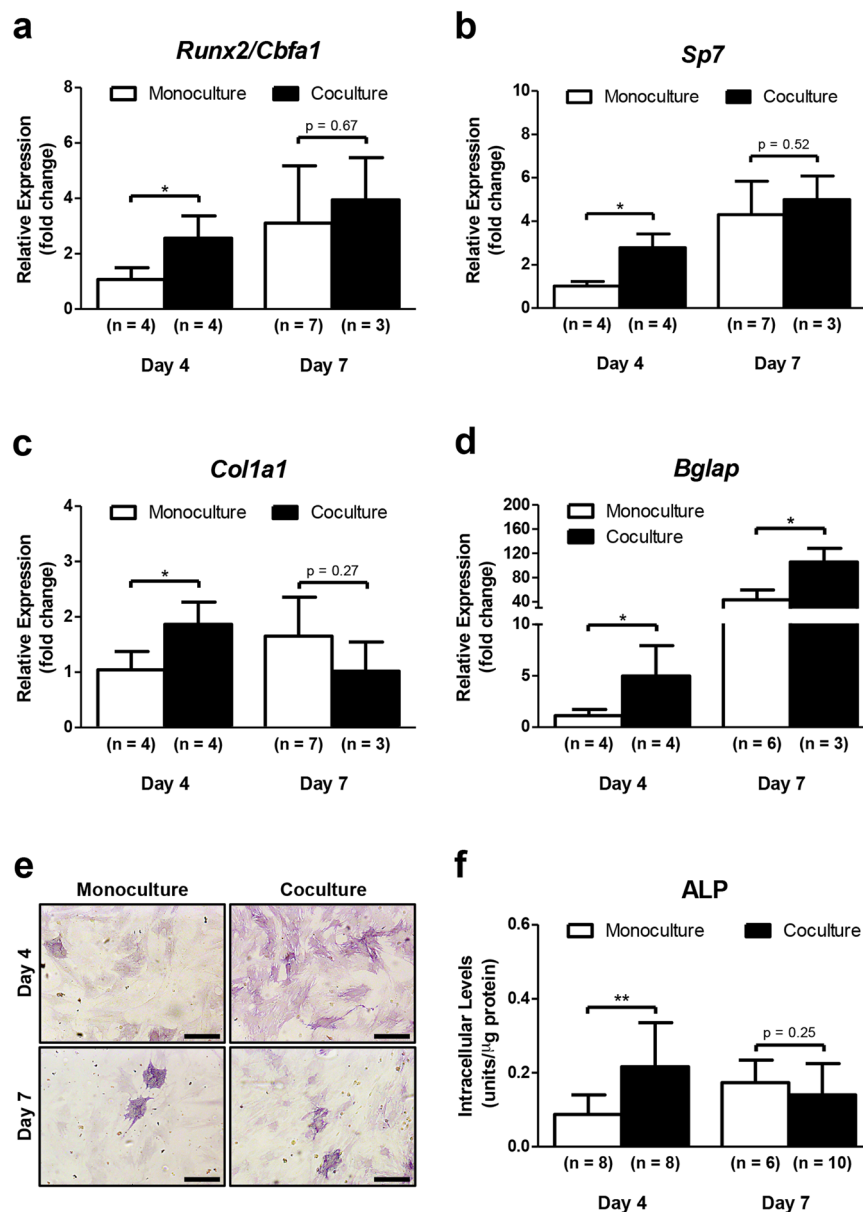 a
Runx2/Cbfa1
Monoculture Coculture
Relative Expression
(fold change)
8
6
4
2
0
*
p = 0.67
(n = 4) (n = 4) (n = 7) (n = 3)
Day 4 Day 7
b
Sp7
Monoculture Coculture
Relative Expression
(fold change)
10
8
6
4
2
0
*
p = 0.52
(n = 4) (n = 4) (n = 7) (n = 3)
Day 4 Day 7
c
Col1a1
Monoculture Coculture
Relative Expression
(fold change)
4
3
2
1
0
*
p = 0.27
(n = 4) (n = 4) (n = 7) (n = 3)
Day 4 Day 7
d
Bglap
Monoculture
Coculture
Relative Expression
(fold change)
200
160
120
80
40
10
5
0
*
*
(n = 4) (n = 4) (n = 6) (n = 3)
Day 4 Day 7
e
Monoculture Coculture
Day 4
Day 7
f
ALP
Monoculture Coculture
Intracellular Levels
(units/μg protein)
0.6
0.4
0.2
0.0
**
p = 0.25
(n = 8) (n = 8) (n = 6) (n = 10)
Day 4 Day 7